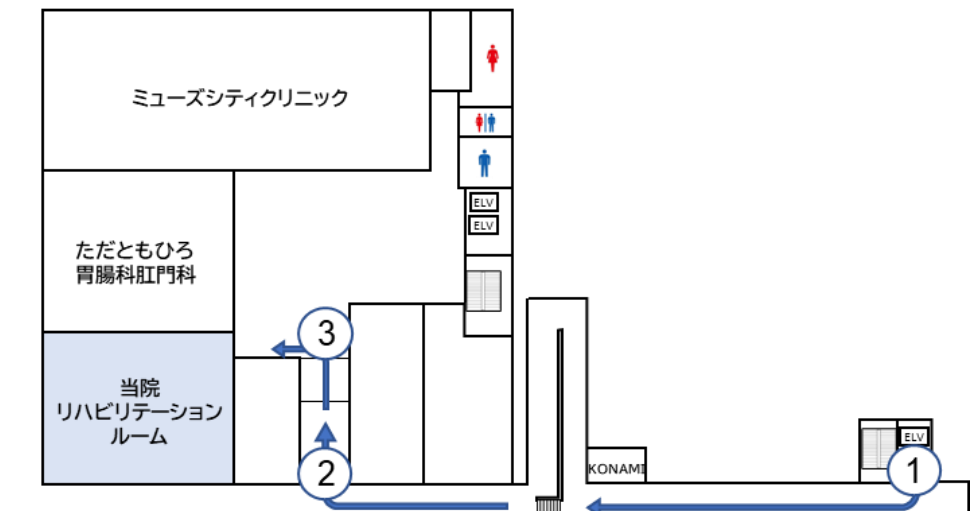 ミューズシティクリニック
ELV
ELV
ただともひろ
胃腸科肛門科
3
当院
リハビリテーション
ルーム
2
KONAMI
ELV
1